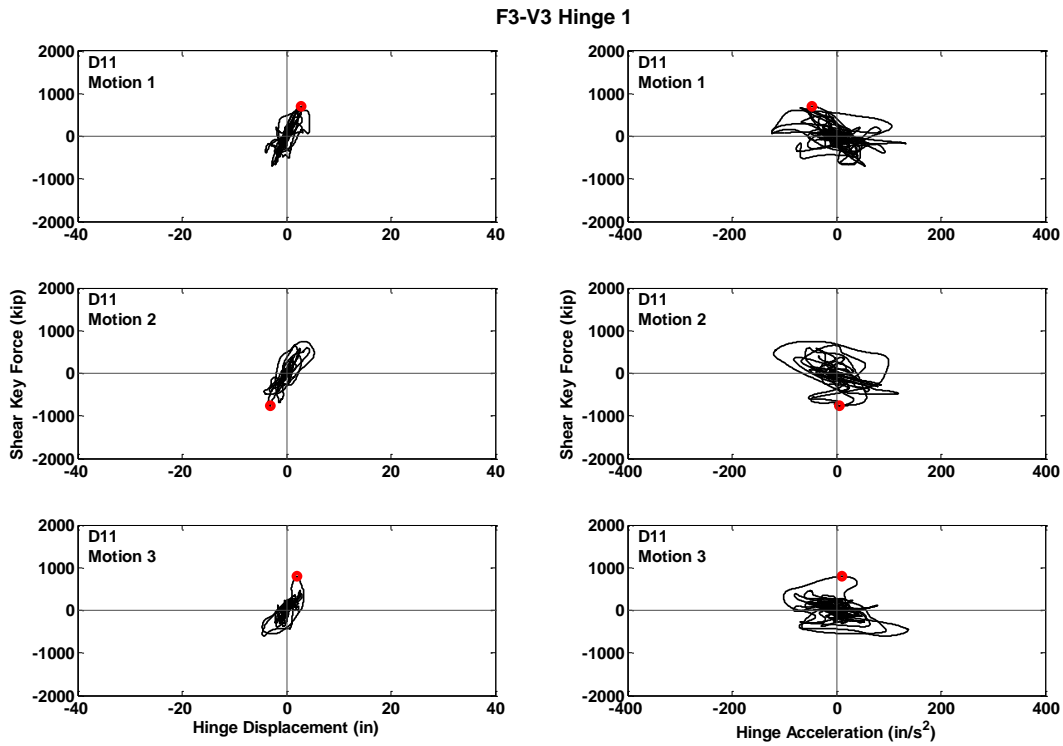 F3-V3 Hinge 1
2000
1000
0
-1000
-2000
D11
Motion 1
-40 -20 0 20 40
2000
1000
0
-1000
-2000
D11
Motion 1
-400 -200 0 200 400
Shear Key Force (kip)
2000
1000
0
-1000
-2000
D11
Motion 2
-40 -20 0 20 40
Shear Key Force (kip)
2000
1000
0
-1000
-2000
D11
Motion 2
-400 -200 0 200 400
2000
1000
0
-1000
-2000
D11
Motion 3
-40 -20 0 20 40
Hinge Displacement (in)
2000
1000
0
-1000
-2000
D11
Motion 3
-400 -200 0 200 400
Hinge Acceleration (in/s²)